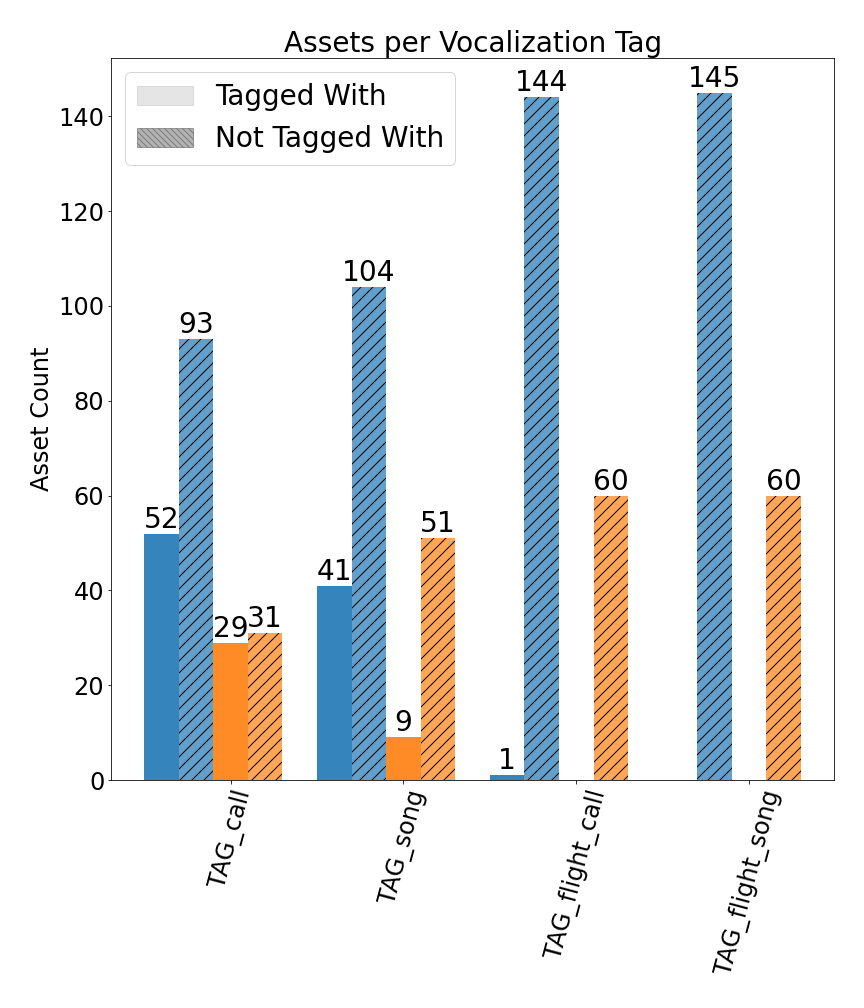 Assets per Vocalization Tag
Tagged With
Not Tagged With
Asset Count
140
120
100
80
60
40
20
0
52
93
29
31
41
104
9
51
1
144
60
145
60
TAG_call
TAG_song
TAG_flight_call
TAG_flight_song